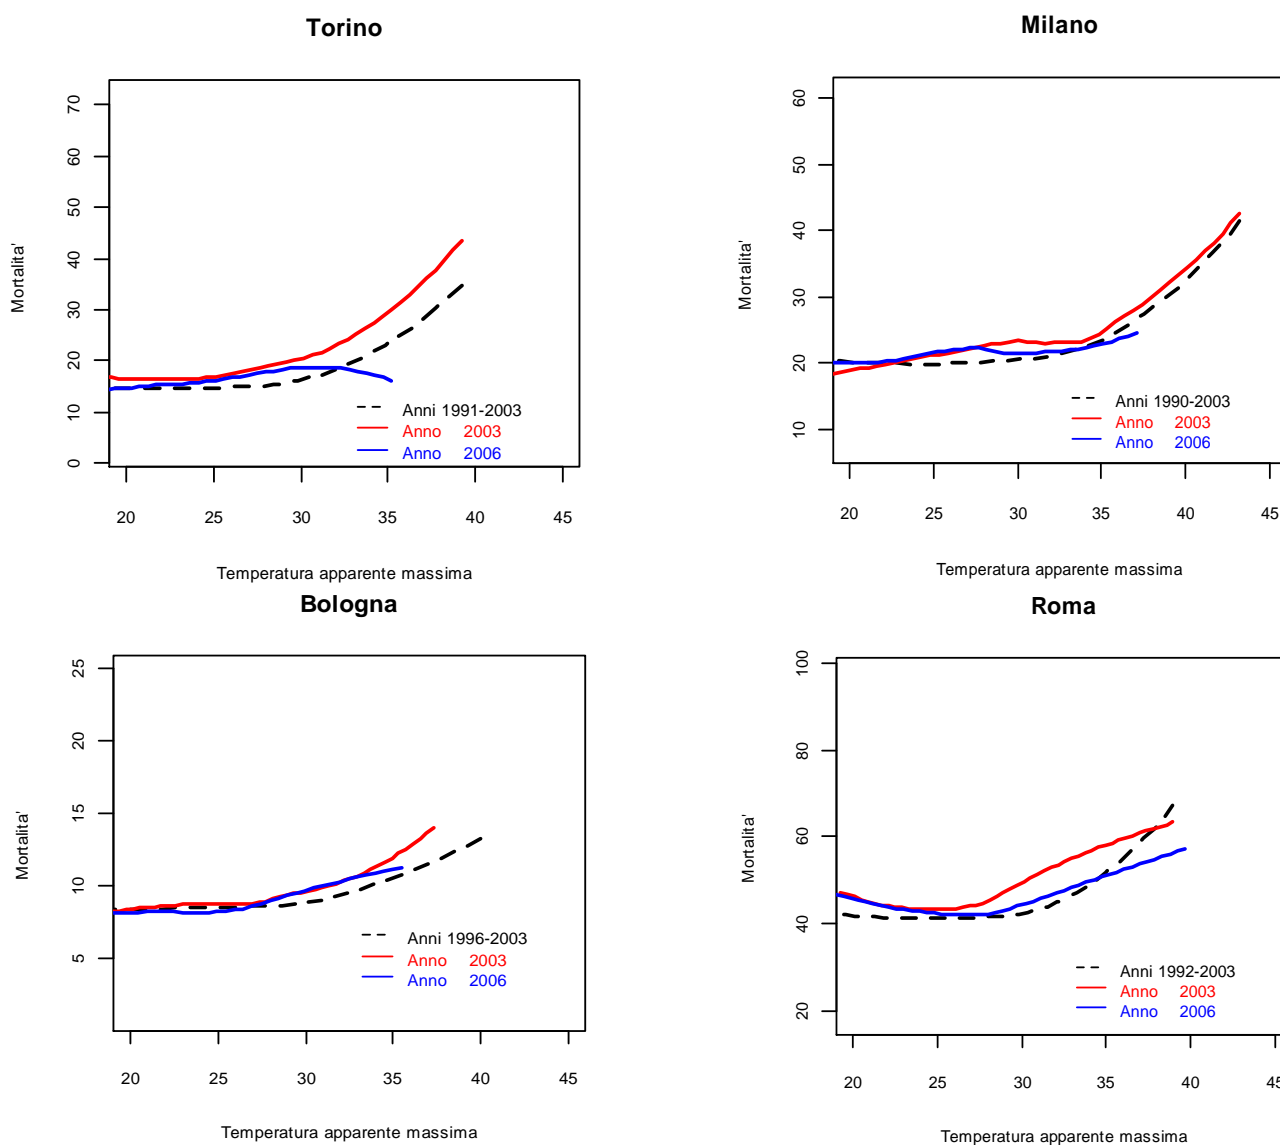 Torino
Mortalita'
70
60
50
40
30
20
10
0
Anni 1991-2003
Anno 2003
Anno 2006
20 25 30 35 40 45
Temperatura apparente massima
Milano
Mortalita'
60
50
40
30
20
10
Anni 1990-2003
Anno 2003
Anno 2006
20 25 30 35 40 45
Temperatura apparente massima
Bologna
Mortalita'
25
20
15
10
5
Anni 1996-2003
Anno 2003
Anno 2006
20 25 30 35 40 45
Temperatura apparente massima
Roma
Mortalita'
100
80
60
40
20
Anni 1992-2003
Anno 2003
Anno 2006
20 25 30 35 40 45
Temperatura apparente massima